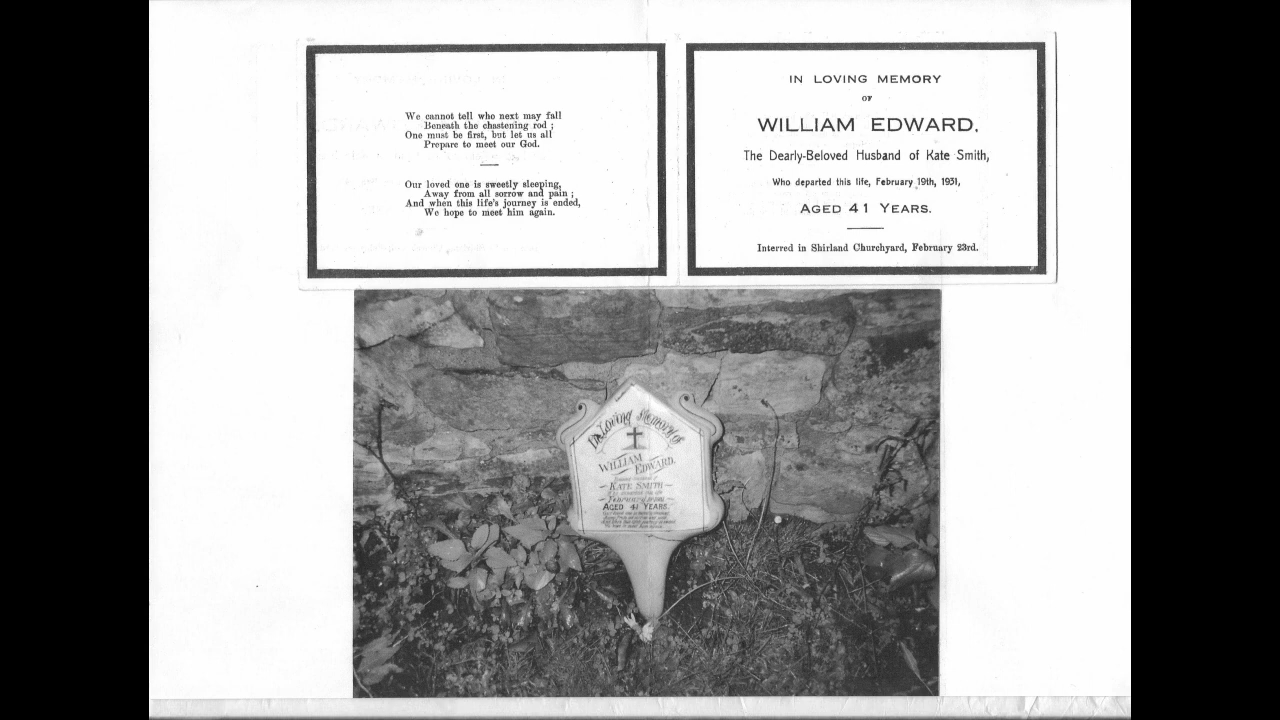 We cannot tell who next may fall
Beneath the chastening rod ;
One must be first, but let us all
Prepare to meet our God.
Our loved one is sweetly sleeping,
Away from all sorrow and pain ;
And when this life's journey is ended,
We hope to meet him again.
IN LOVING MEMORY
OF
WILLIAM EDWARD,
The Dearly-Beloved Husband of Kate Smith,
Who departed this life, February 19th, 1931,
AGED 41 YEARS.
Interred in Shirland Churchyard, February 23rd.
In Loving Memory of
WILLIAM
EDWARD,
KATE SMITH
February
AGED 41 YEARS.